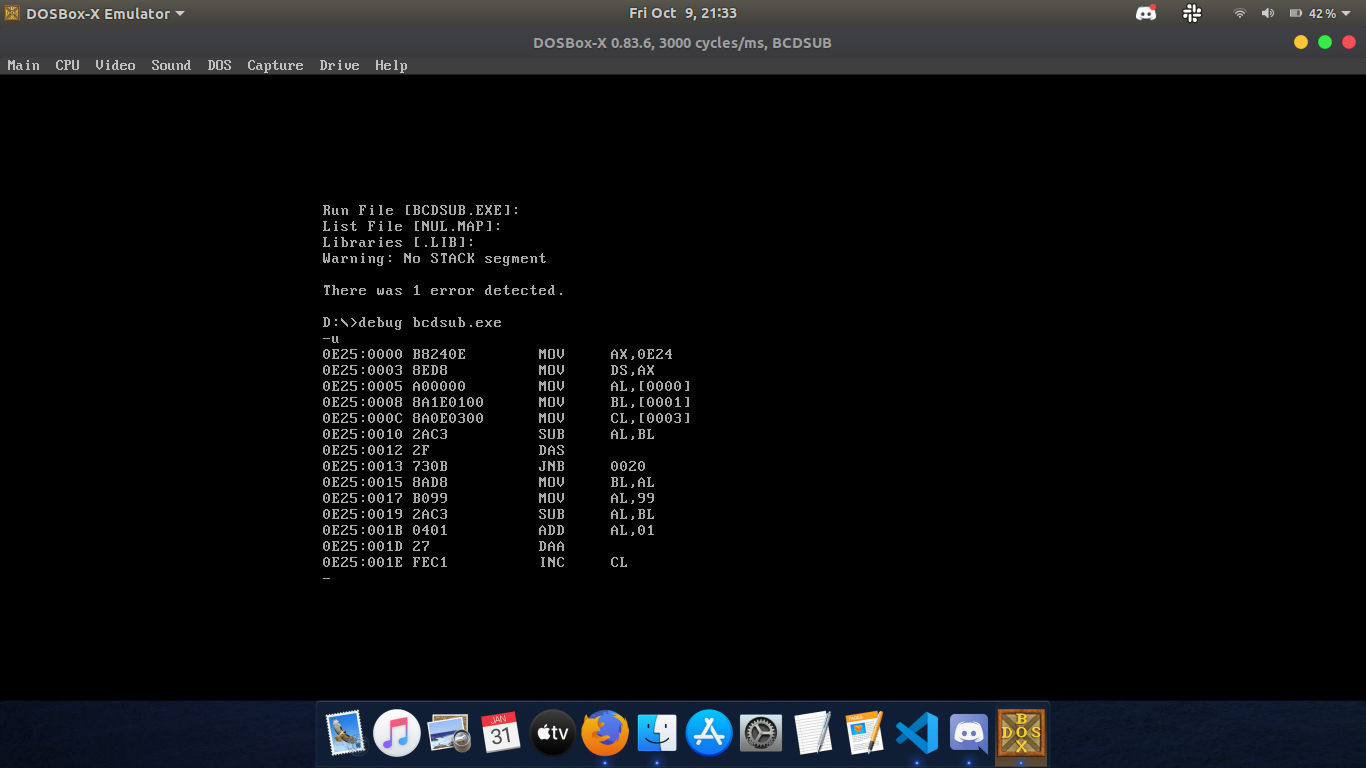 DOSBox-X Emulator
Fri Oct 9, 21:33
42%
DOSBox-X 0.83.6, 3000 cycles/ms, BCDSUB
Main CPU Video Sound DOS Capture Drive Help
Run File [BCDSUB.EXE]:
List File [NUL.MAP]:
Libraries [.LIB]:
Warning: No STACK segment
There was 1 error detected.
D:\>debug bcdsub.exe
-u
0E25:0000 B8240E MOV AX,0E24
0E25:0003 8ED8 MOV DS,AX
0E25:0005 A00000 MOV AL,[0000]
0E25:0008 8A1E0100 MOV BL,[0001]
0E25:000C 8A0E0300 MOV CL,[0003]
0E25:0010 2AC3 SUB AL,BL
0E25:0012 2F DAS
0E25:0013 730B JNB 0020
0E25:0015 8AD8 MOV BL,AL
0E25:0017 B099 MOV AL,99
0E25:0019 2AC3 SUB AL,BL
0E25:001B 0401 ADD AL,01
0E25:001D 27 DAA
0E25:001E FEC1 INC CL
-
JAN
31
tv
PAGES
B
DOS
X